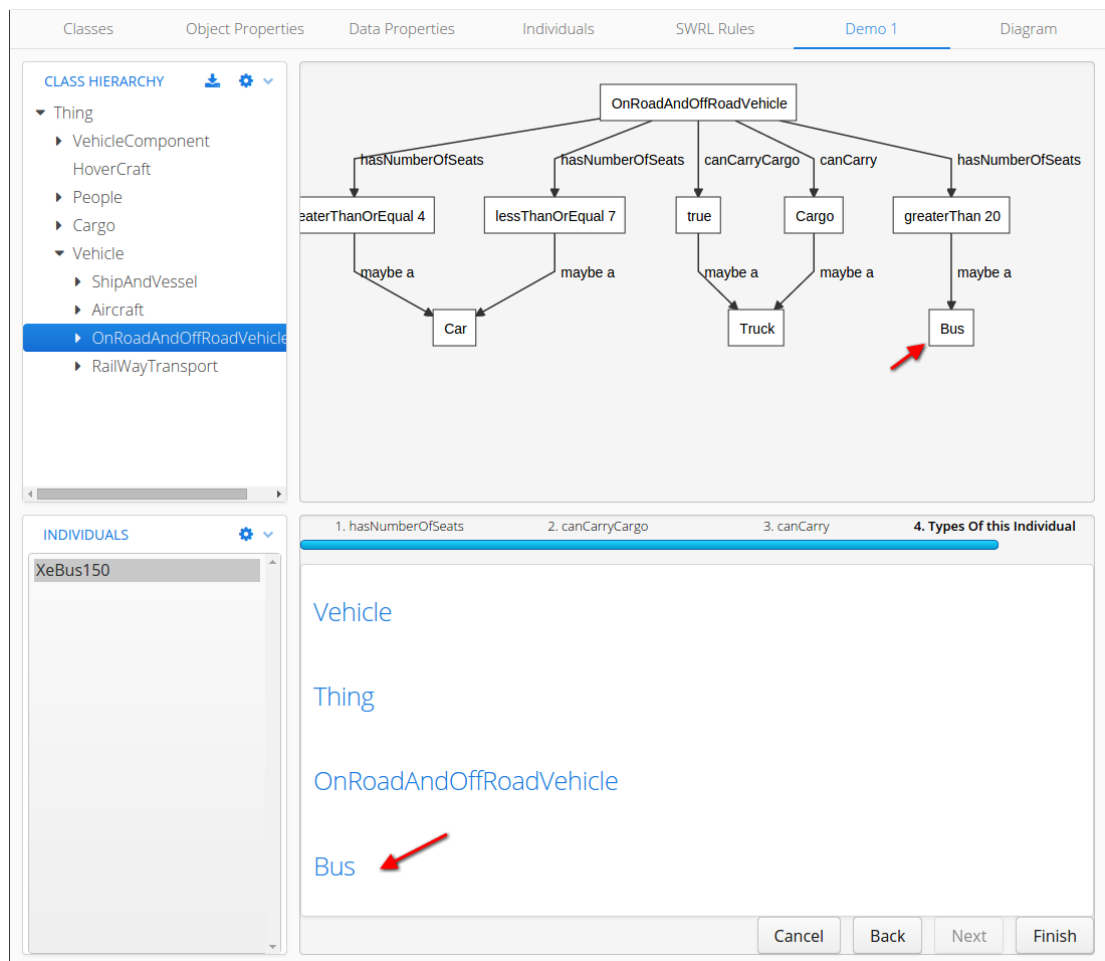 Classes Object Properties Data Properties Individuals SWRL Rules Demo 1 Diagram
CLASS HIERARCHY
Thing
VehicleComponent
HoverCraft
People
Cargo
Vehicle
ShipAndVessel
Aircraft
OnRoadAndOffRoadVehicle
RailWayTransport
OnRoadAndOffRoadVehicle
hasNumberOfSeats hasNumberOfSeats canCarryCargo canCarry hasNumberOfSeats
eaterThanOrEqual 4 lessThanOrEqual 7 true Cargo greaterThan 20
maybe a maybe a maybe a maybe a maybe a
Car Truck Bus
INDIVIDUALS
XeBus150
1. hasNumberOfSeats 2. canCarryCargo 3. canCarry 4. Types Of this Individual
Vehicle
Thing
OnRoadAndOffRoadVehicle
Bus
Cancel Back Next Finish